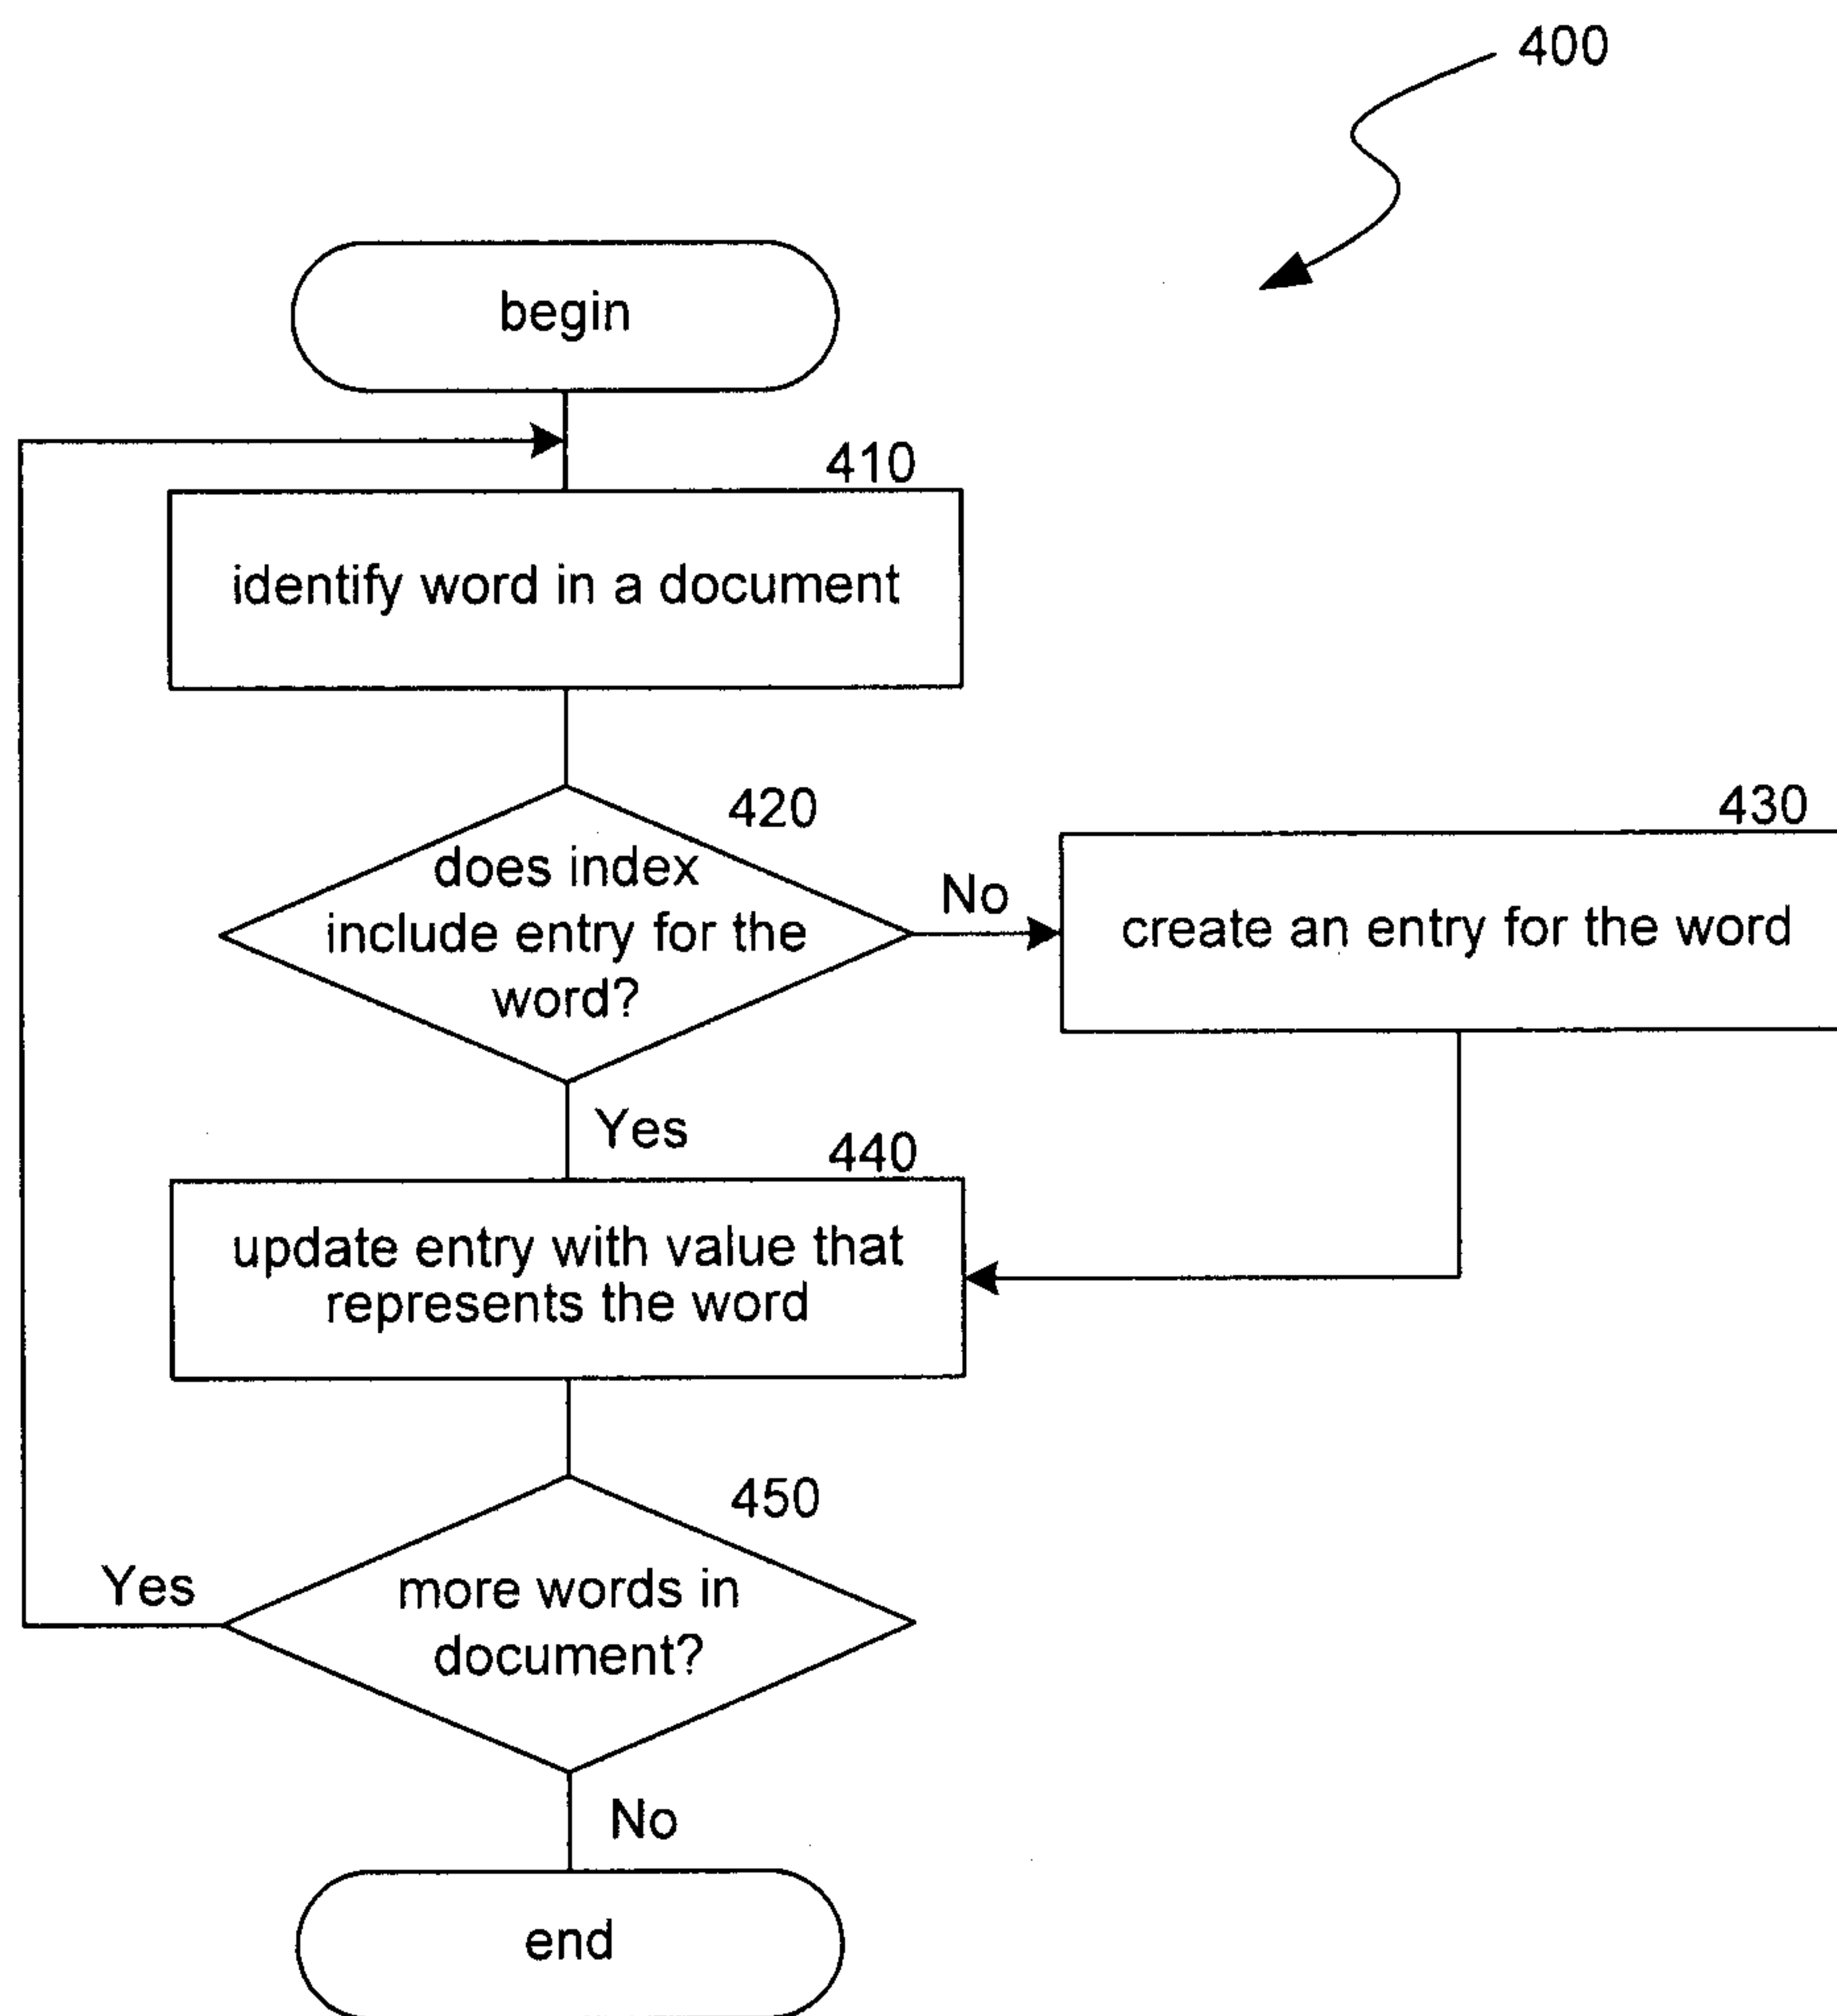 400
begin
410
identify word in a document
420
does index
include entry for the
word?
No
430
create an entry for the word
Yes
440
update entry with value that
represents the word
450
more words in
document?
Yes
No
end